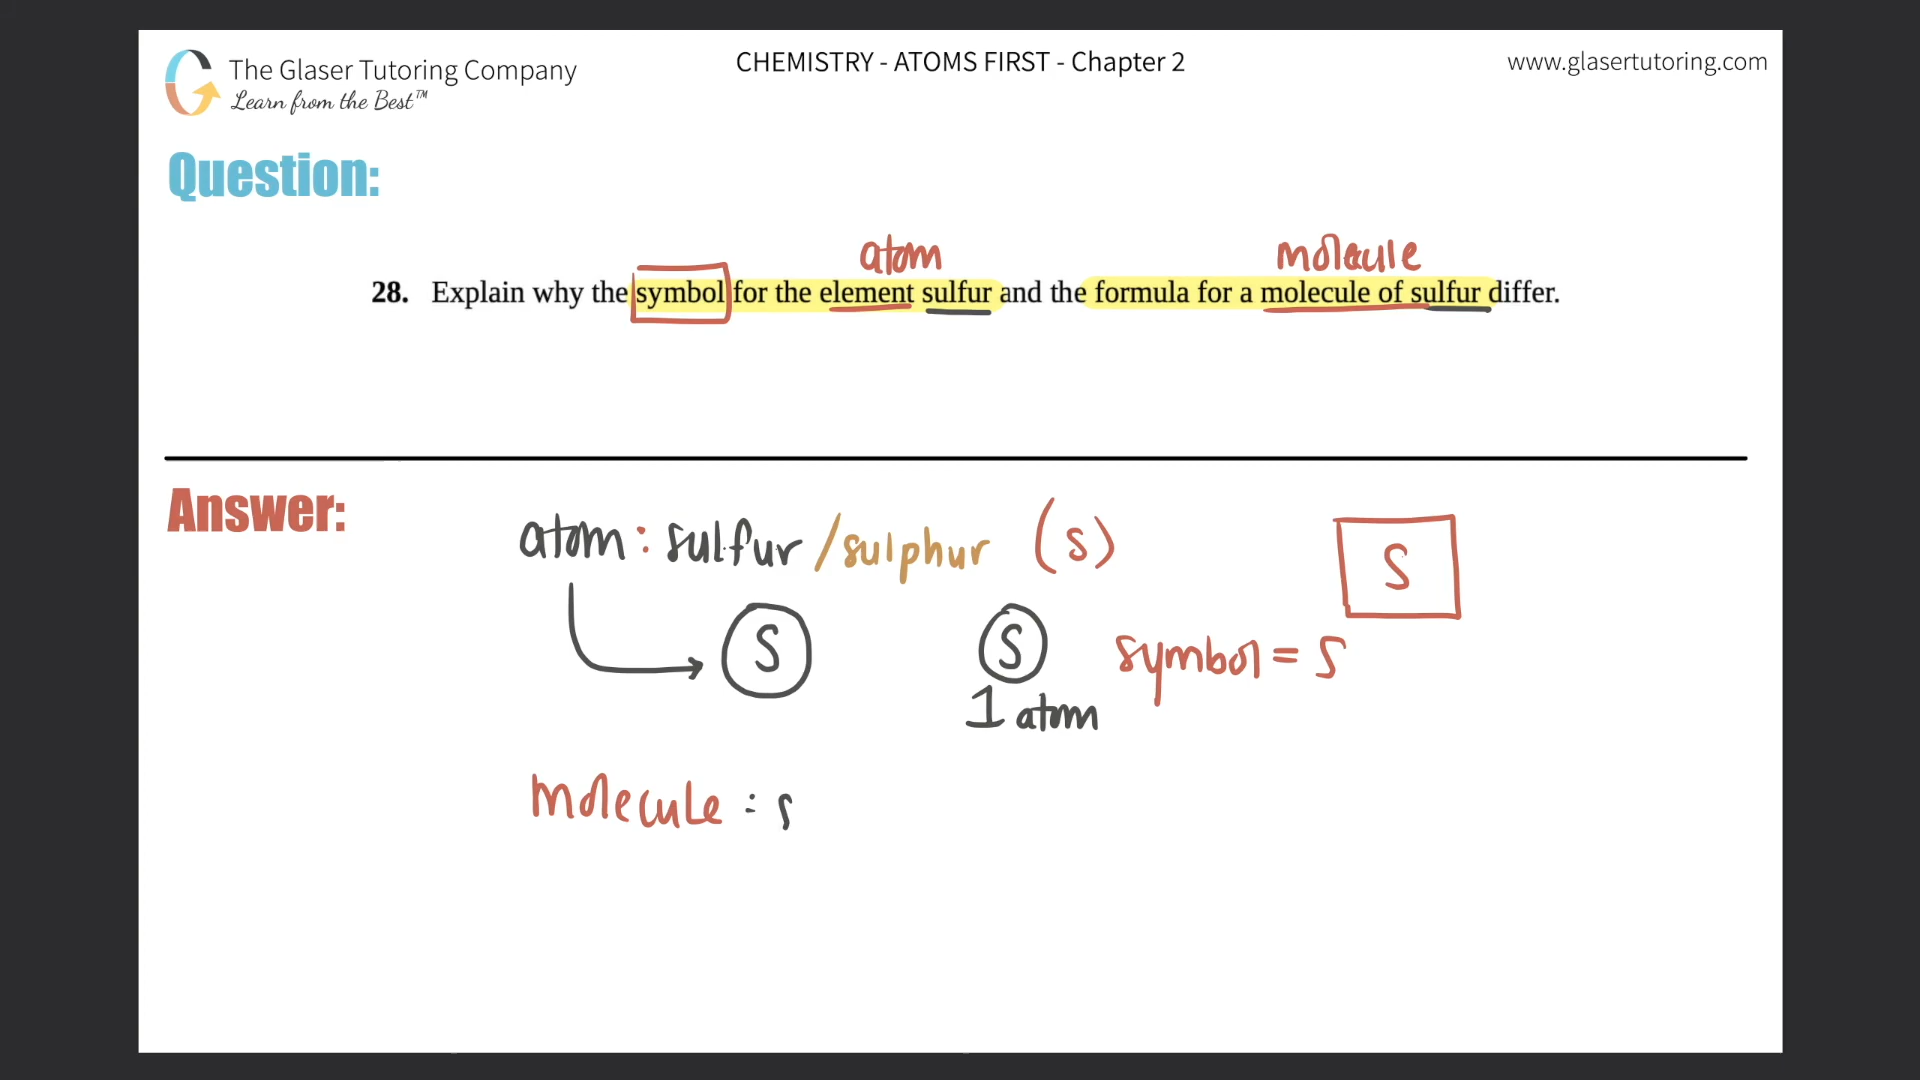 The Glaser Tutoring Company
Learn from the Best™
CHEMISTRY - ATOMS FIRST - Chapter 2
www.glasertutoring.com
Question:
atom molecule
28. Explain why the symbol for the element sulfur and the formula for a molecule of sulfur differ.
Answer:
atom: sulfur /sulphur (s)
S
S S
symbol = S
1 atom
molecule : s